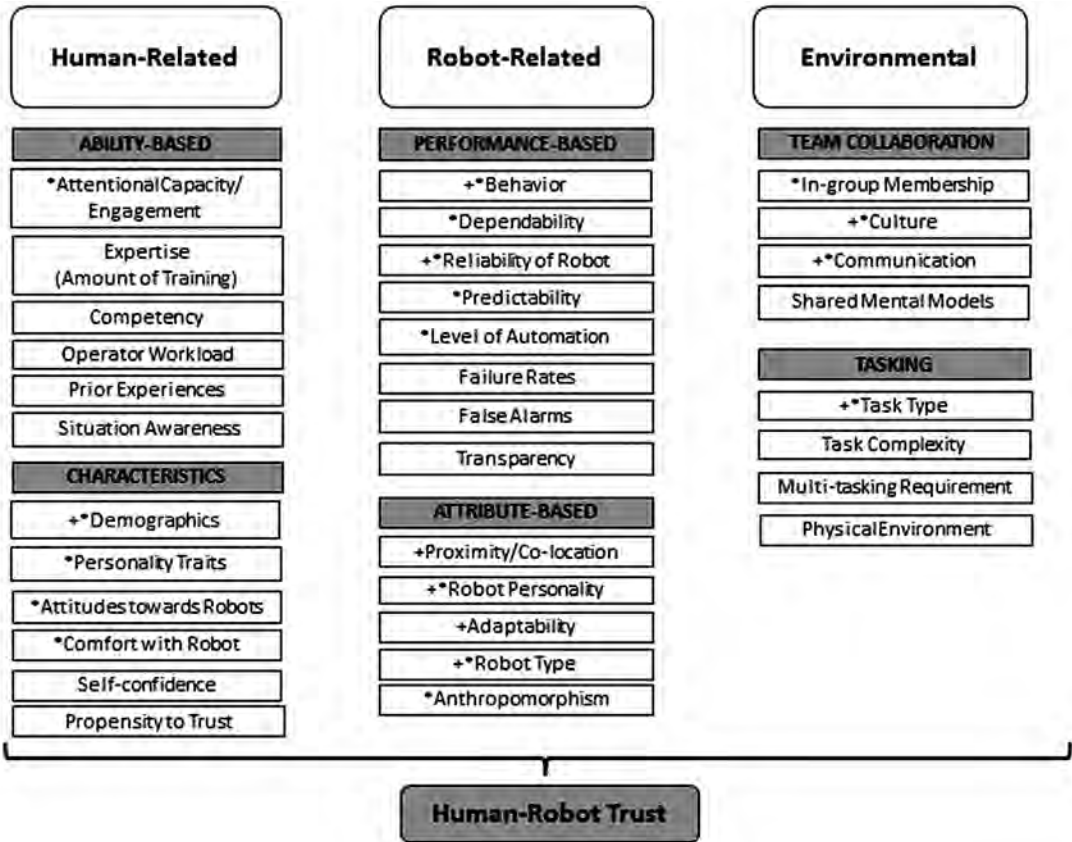 Human-Related
ABILITY-BASED
*Attentional Capacity/
Engagement
Expertise
(Amount of Training)
Competency
Operator Workload
Prior Experiences
Situation Awareness
CHARACTERISTICS
+*Demographics
*Personality Traits
*Attitudes towards Robots
*Comfort with Robot
Self-confidence
Propensity to Trust
Robot-Related
PERFORMANCE-BASED
+*Behavior
*Dependability
+*Reliability of Robot
*Predictability
*Level of Automation
Failure Rates
False Alarms
Transparency
ATTRIBUTE-BASED
+Proximity/Co-location
+*Robot Personality
+Adaptability
+*Robot Type
*Anthropomorphism
Environmental
TEAM COLLABORATION
*In-group Membership
+*Culture
+*Communication
Shared Mental Models
TASKING
+*Task Type
Task Complexity
Multi-tasking Requirement
Physical Environment
Human-Robot Trust